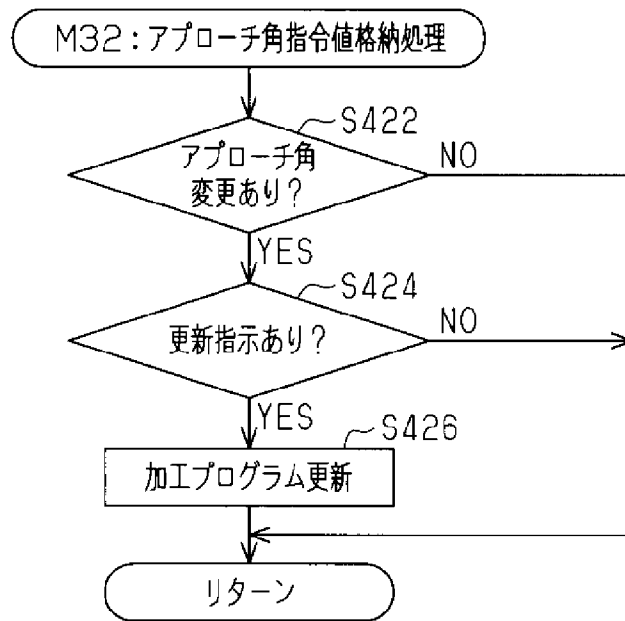 M32：アプローチ角指令値格納処理
S422
アプローチ角
変更あり？
NO
YES
S424
更新指示あり？
NO
YES
S426
加工プログラム更新
リターン